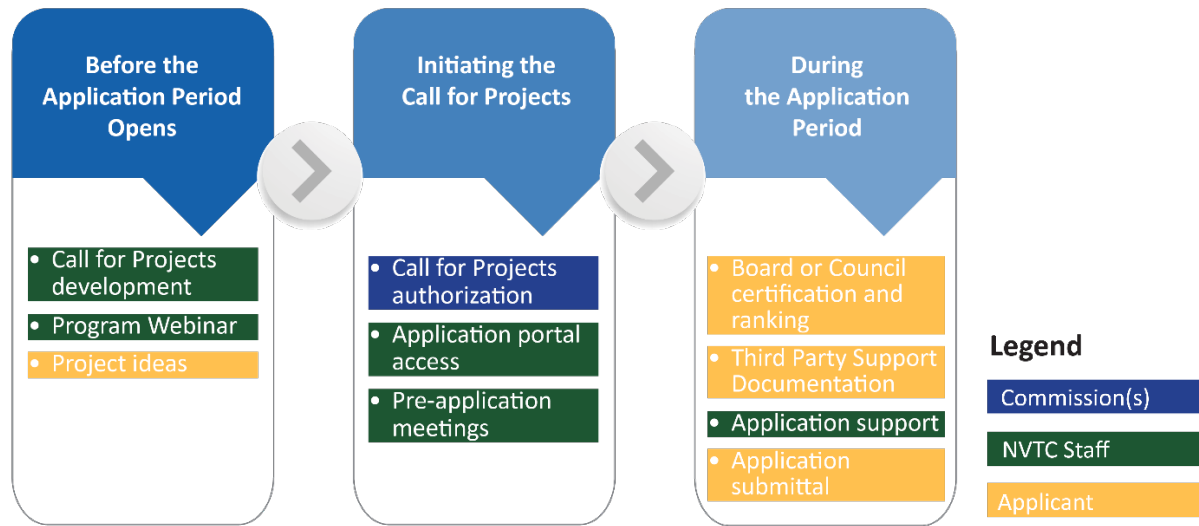 Before the
Application Period
Opens
• Call for Projects
development
• Program Webinar
• Project ideas
Initiating the
Call for Projects
• Call for Projects
authorization
• Application portal
access
• Pre-application
meetings
During
the Application
Period
• Board or Council
certification and
ranking
• Third Party Support
Documentation
• Application support
• Application
submittal
Legend
Commission(s)
NVTC Staff
Applicant